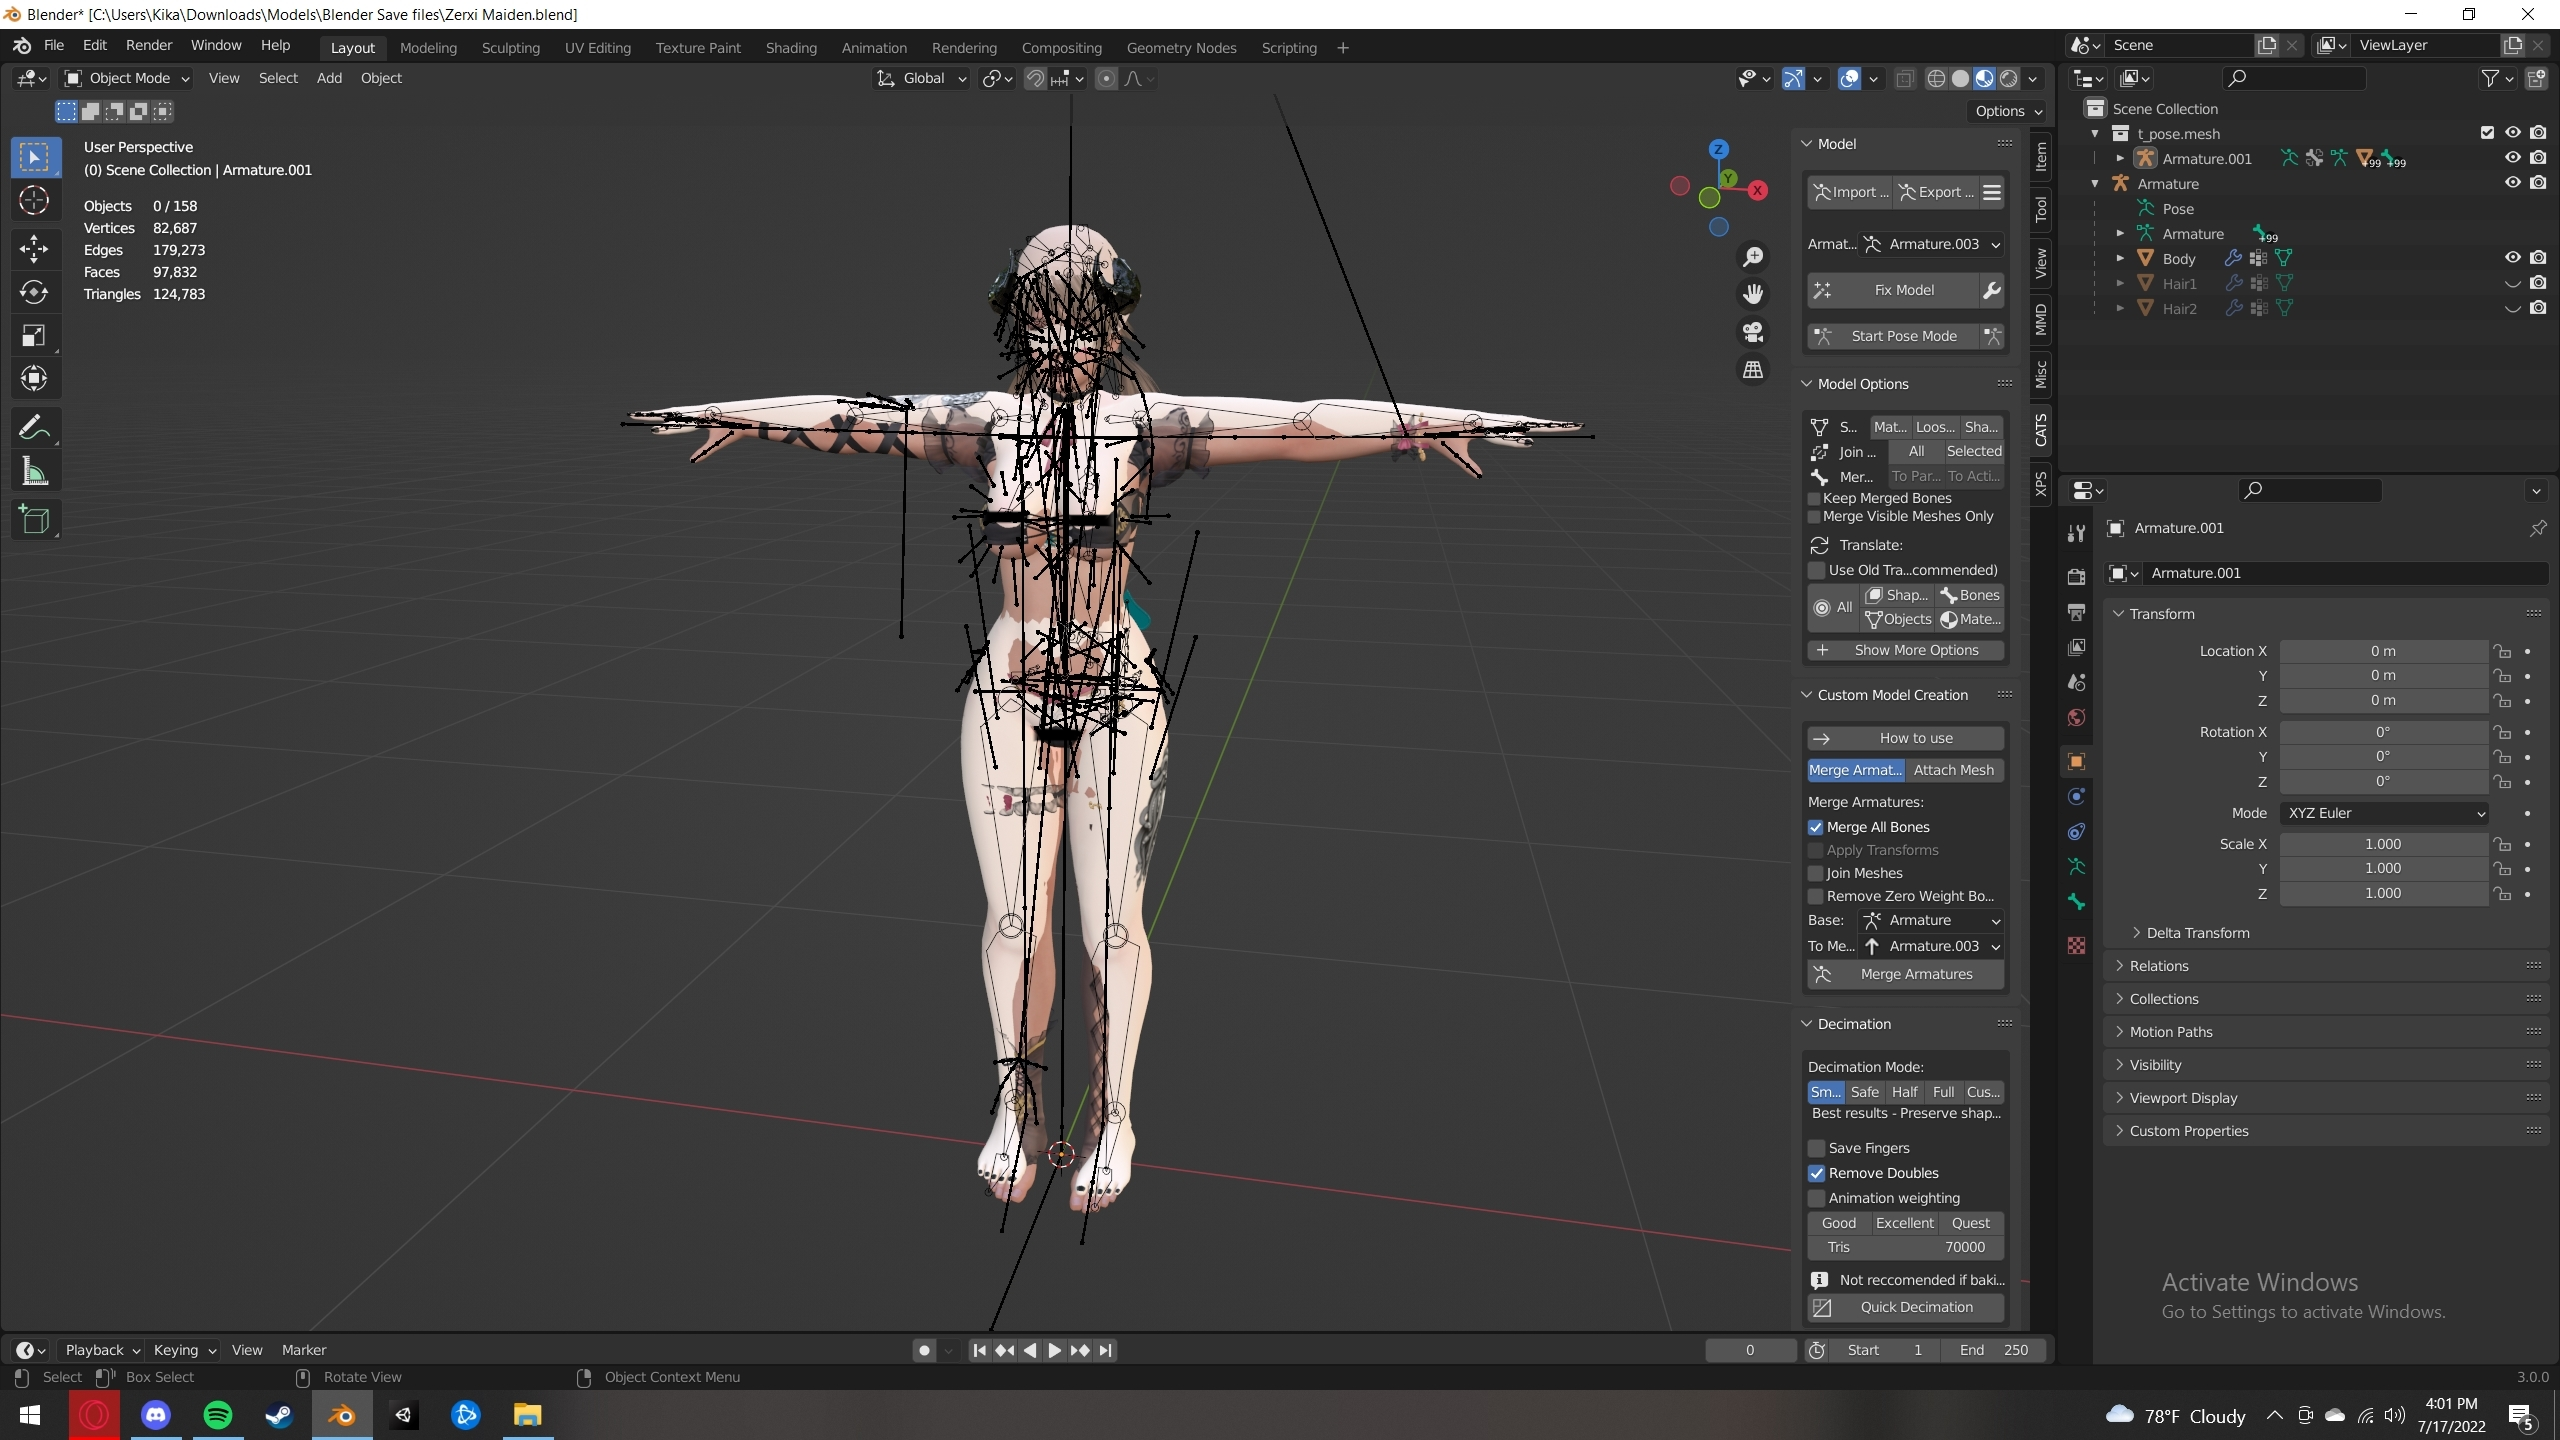 Blender* [C:\Users\Kika\Downloads\Models\Blender Save files\Zerxi Maiden.blend]
File Edit Render Window Help Layout Modeling Sculpting UV Editing Texture Paint Shading Animation Rendering Compositing Geometry Nodes Scripting + Scene ViewLayer
Object Mode View Select Add Object Global
Options
User Perspective
(0) Scene Collection | Armature.001
Objects 0 / 158
Vertices 82,687
Edges 179,273
Faces 97,832
Triangles 124,783
Z
Y
X
Model
Import ... Export ...
Armat... Armature.003
Fix Model
Start Pose Mode
Model Options
S... Mat... Loos... Sha...
Join ... All Selected
Mer... To Par... To Acti...
Keep Merged Bones
Merge Visible Meshes Only
Translate:
Use Old Tra...commended)
All Shap... Bones
Objects Mate...
Show More Options
Custom Model Creation
How to use
Merge Armat... Attach Mesh
Merge Armatures:
Merge All Bones
Apply Transforms
Join Meshes
Remove Zero Weight Bo...
Base: Armature
To Me... Armature.003
Merge Armatures
Decimation
Decimation Mode:
Sm... Safe Half Full Cus...
Best results - Preserve shap...
Save Fingers
Remove Doubles
Animation weighting
Good Excellent Quest
Tris 70000
Not reccomended if baki...
Quick Decimation
Item
Tool
View
MMD
Misc
CATS
XPS
Scene Collection
t_pose.mesh
Armature.001 +99 +99
Armature
Pose
Armature +99
Body
Hair1
Hair2
Armature.001
Armature.001
Transform
Location X 0 m
Y 0 m
Z 0 m
Rotation X 0°
Y 0°
Z 0°
Mode XYZ Euler
Scale X 1.000
Y 1.000
Z 1.000
Delta Transform
Relations
Collections
Motion Paths
Visibility
Viewport Display
Custom Properties
Activate Windows
Go to Settings to activate Windows.
Playback Keying View Marker 0 Start 1 End 250
Select Box Select Rotate View Object Context Menu 3.0.0
78°F Cloudy
4:01 PM
7/17/2022
5